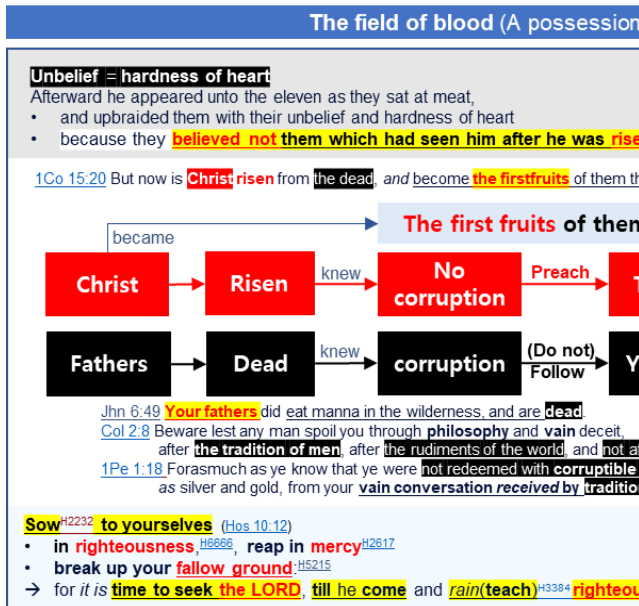 The field of blood (A possession
Unbelief = hardness of heart
Afterward he appeared unto the eleven as they sat at meat,
• and upbraided them with their unbelief and hardness of heart
• because they believed not them which had seen him after he was rise
1Co 15:20 But now is Christ risen from the dead, and become the firstfruits of them th
The first fruits of them
became
Christ
Risen
knew
No corruption
Preach
T
Fathers
Dead
knew
corruption
(Do not) Follow
Y
Jhn 6:49 Your fathers did eat manna in the wilderness, and are dead.
Col 2:8 Beware lest any man spoil you through philosophy and vain deceit,
after the tradition of men, after the rudiments of the world, and not af
1Pe 1:18 Forasmuch as ye know that ye were not redeemed with corruptible
as silver and gold, from your vain conversation received by tradition
Sow H2232 to yourselves (Hos 10:12)
• in righteousness, H6666, reap in mercy H2617
• break up your fallow ground: H5215
→ for it is time to seek the LORD, till he come and rain(teach) H3384 righteou